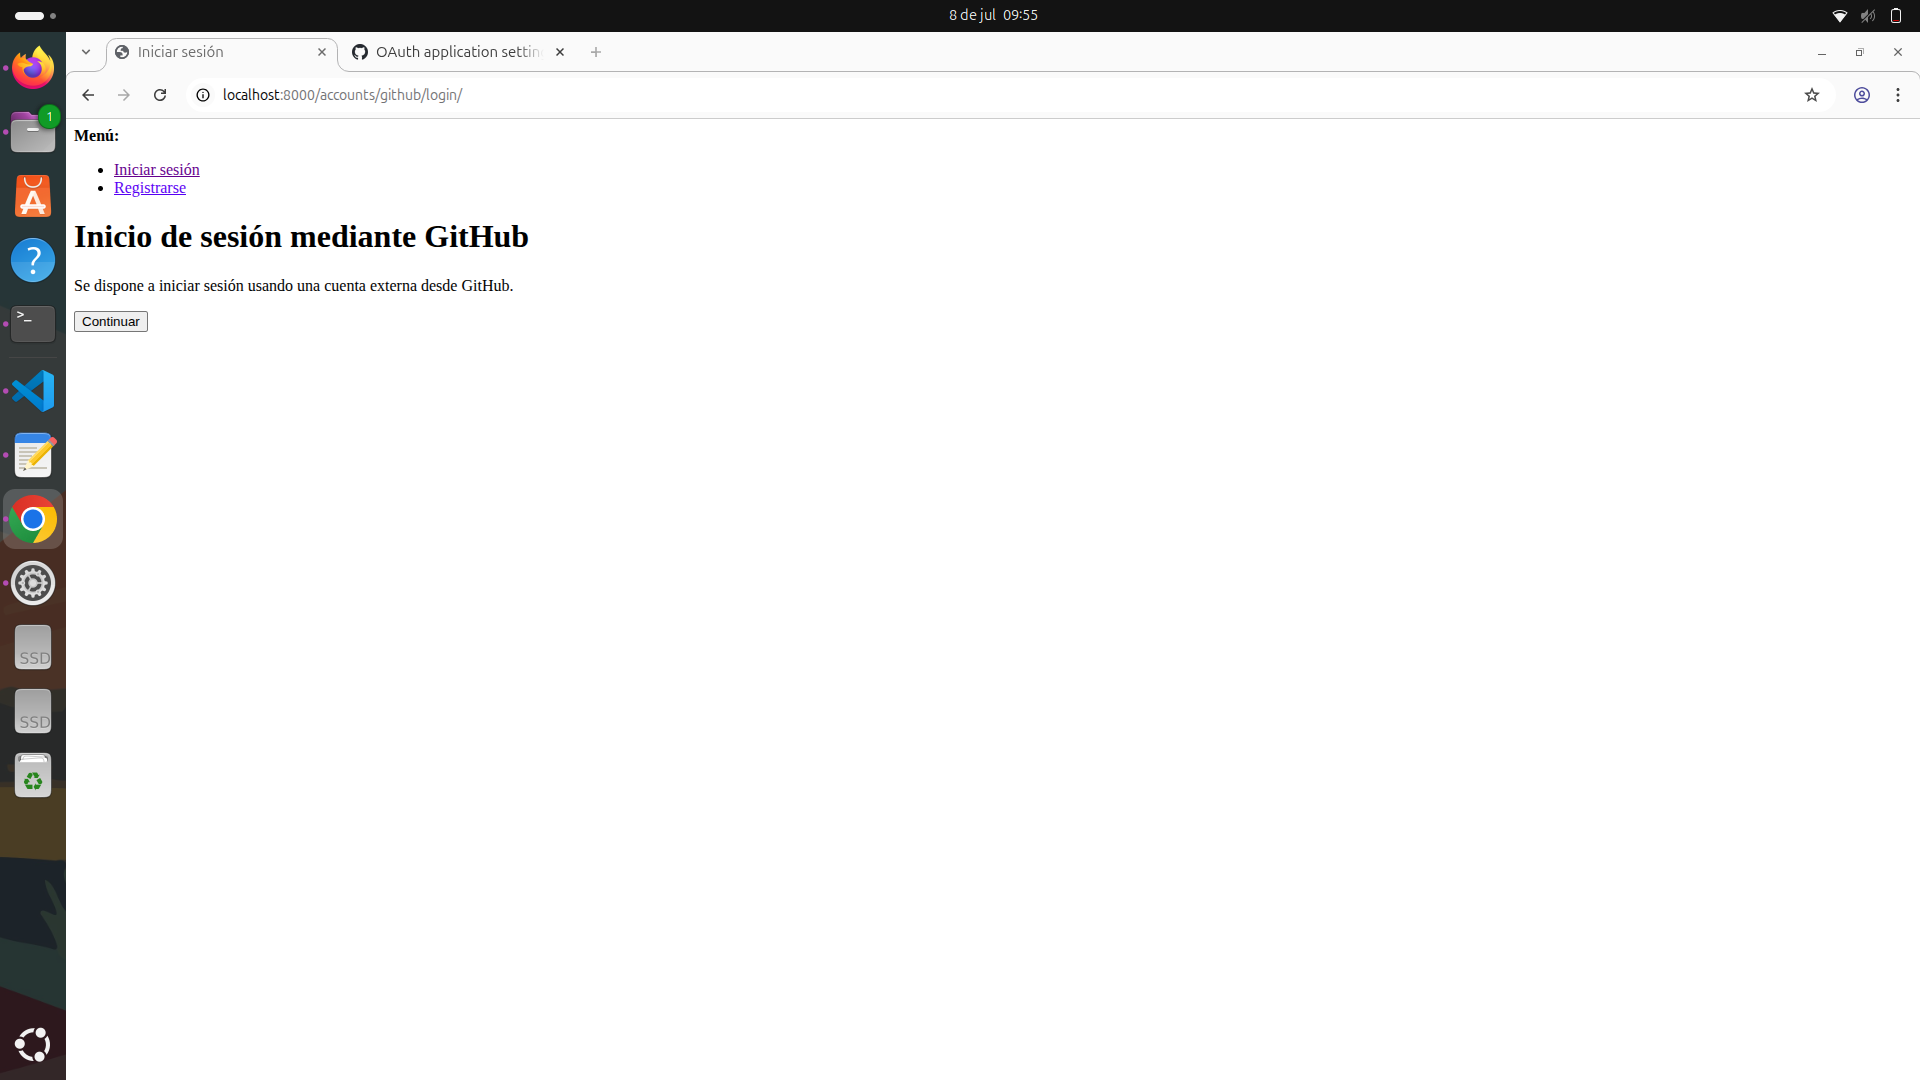 8 de jul 09:55
Iniciar sesión
OAuth application settin
localhost:8000/accounts/github/login/
1
Menú:
Iniciar sesión
Registrarse
Inicio de sesión mediante GitHub
Se dispone a iniciar sesión usando una cuenta externa desde GitHub.
Continuar
?
>_
SSD
SSD